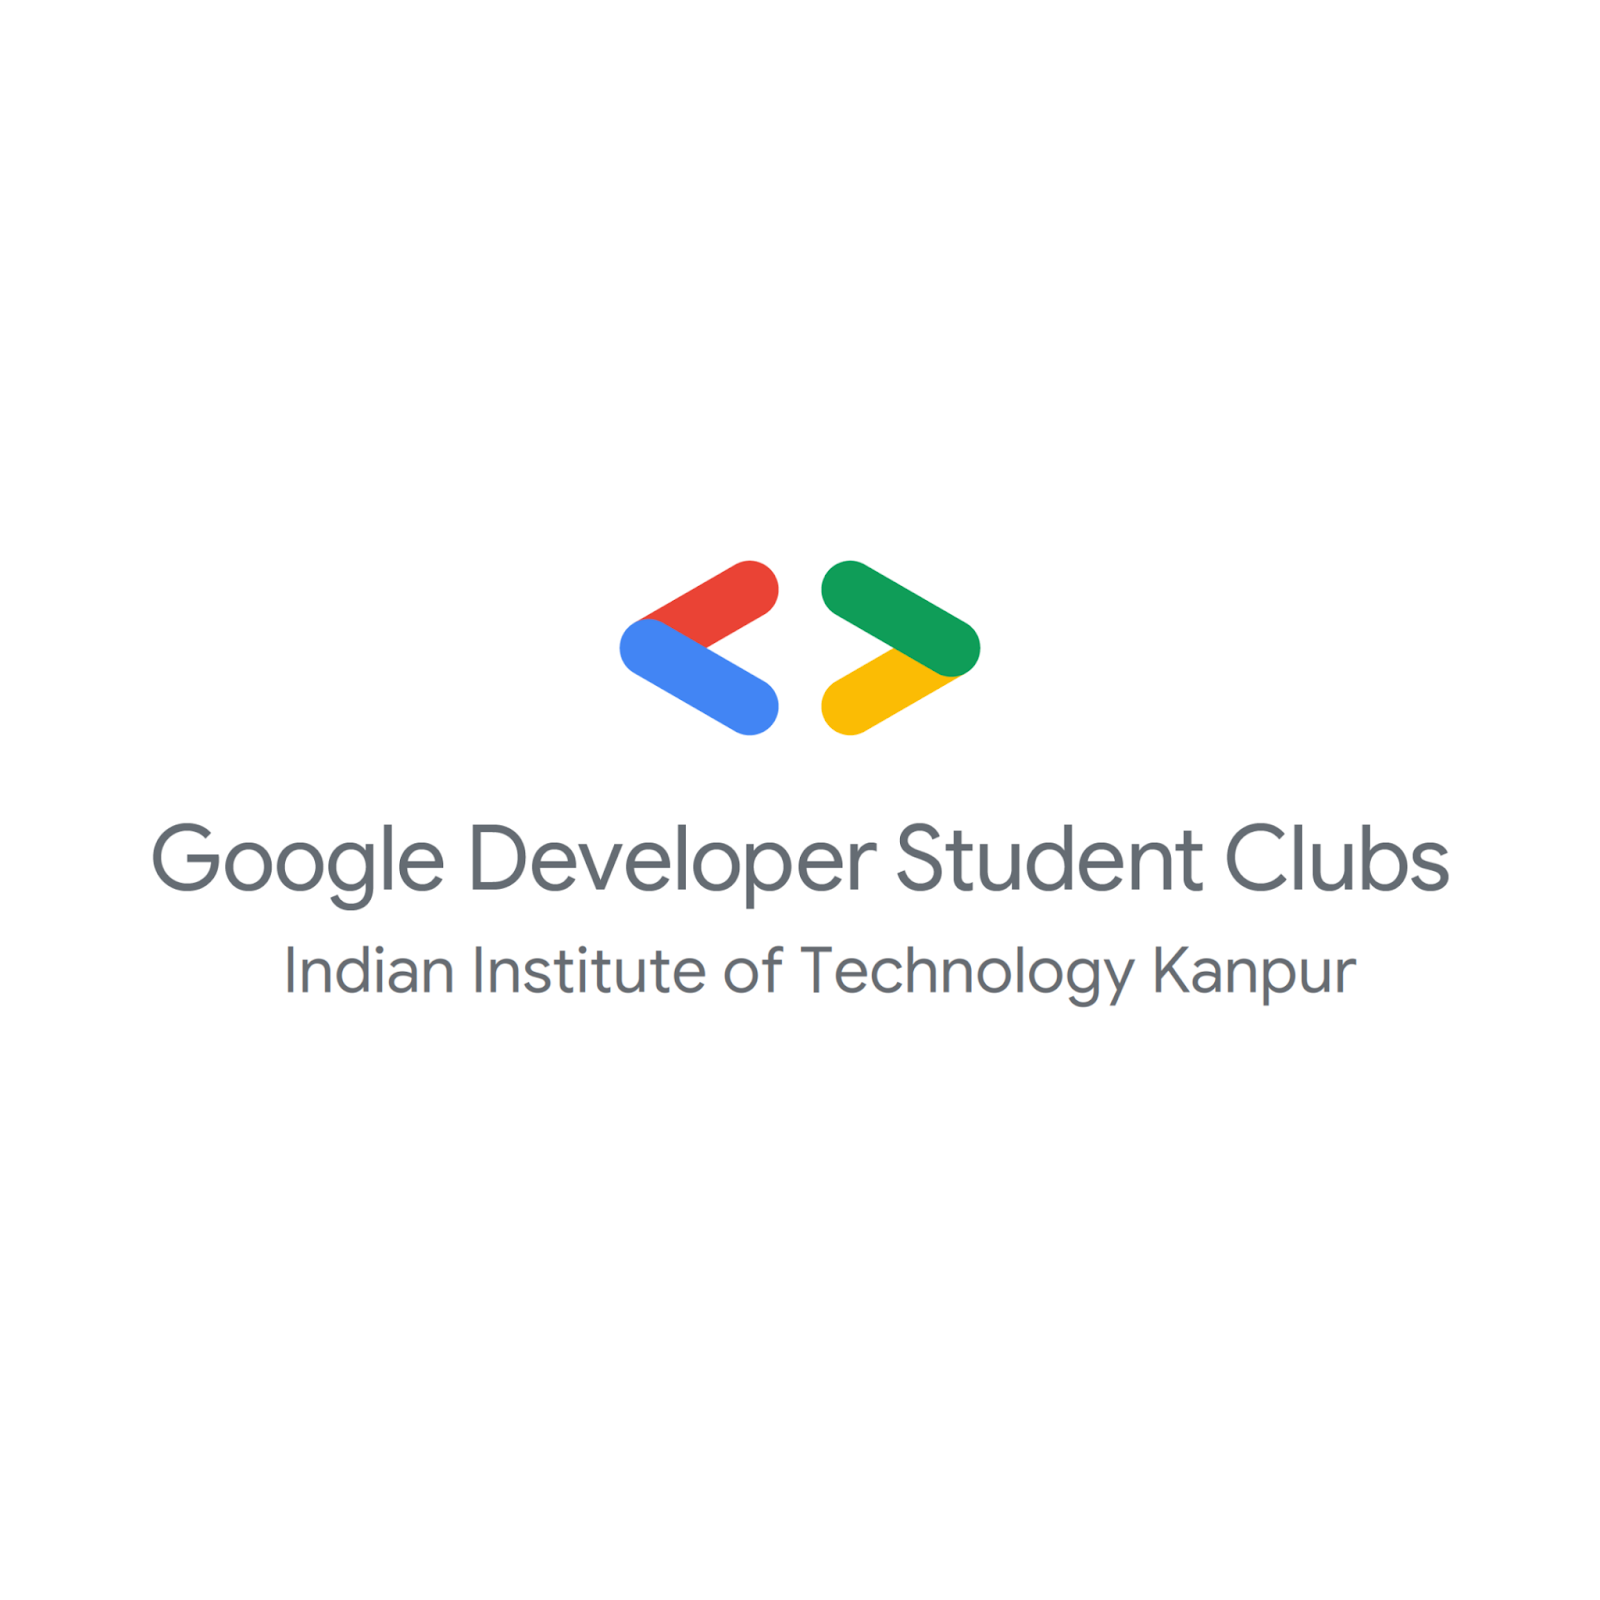 Google Developer Student Clubs
Indian Institute of Technology Kanpur